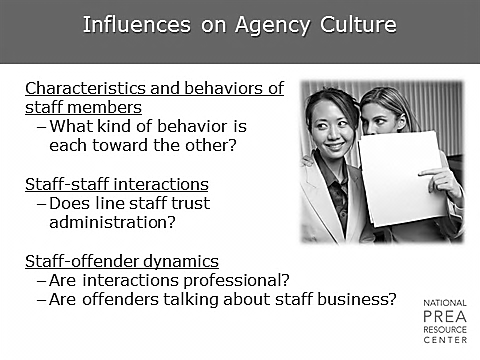 Influences on Agency Culture
Characteristics and behaviors of
staff members
–What kind of behavior is
each toward the other?
Staff-staff interactions
–Does line staff trust
administration?
Staff-offender dynamics
–Are interactions professional?
–Are offenders talking about staff business?
NATIONAL
PREA
RESOURCE
CENTER